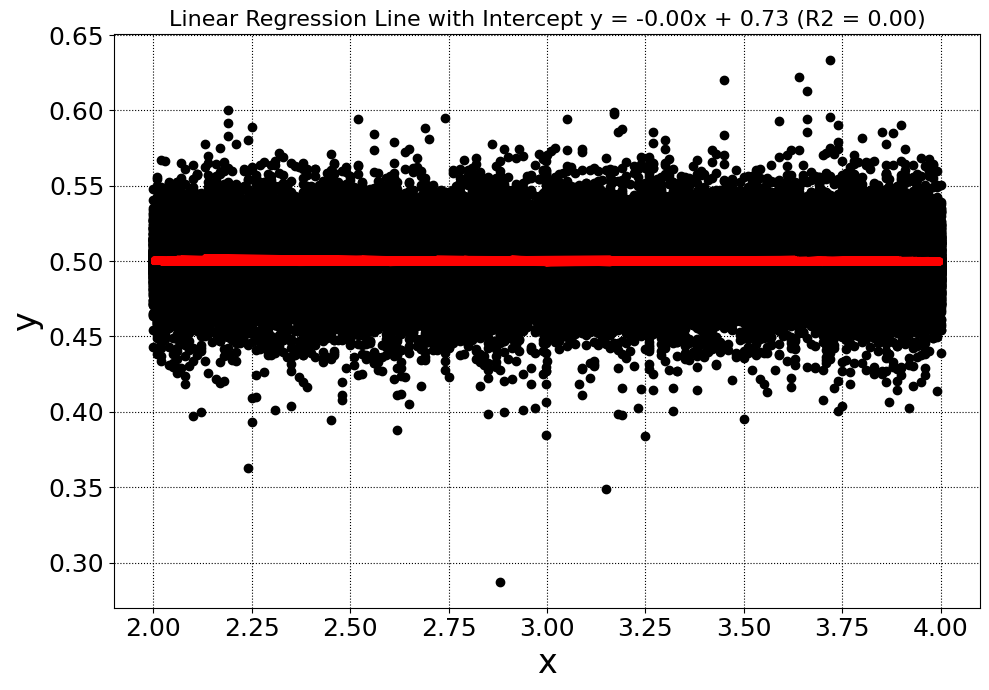 Linear Regression Line with Intercept y = -0.00x + 0.73 (R2 = 0.00)
0.65
0.60
0.55
0.50
0.45
0.40
0.35
0.30
y
2.00 2.25 2.50 2.75 3.00 3.25 3.50 3.75 4.00
x